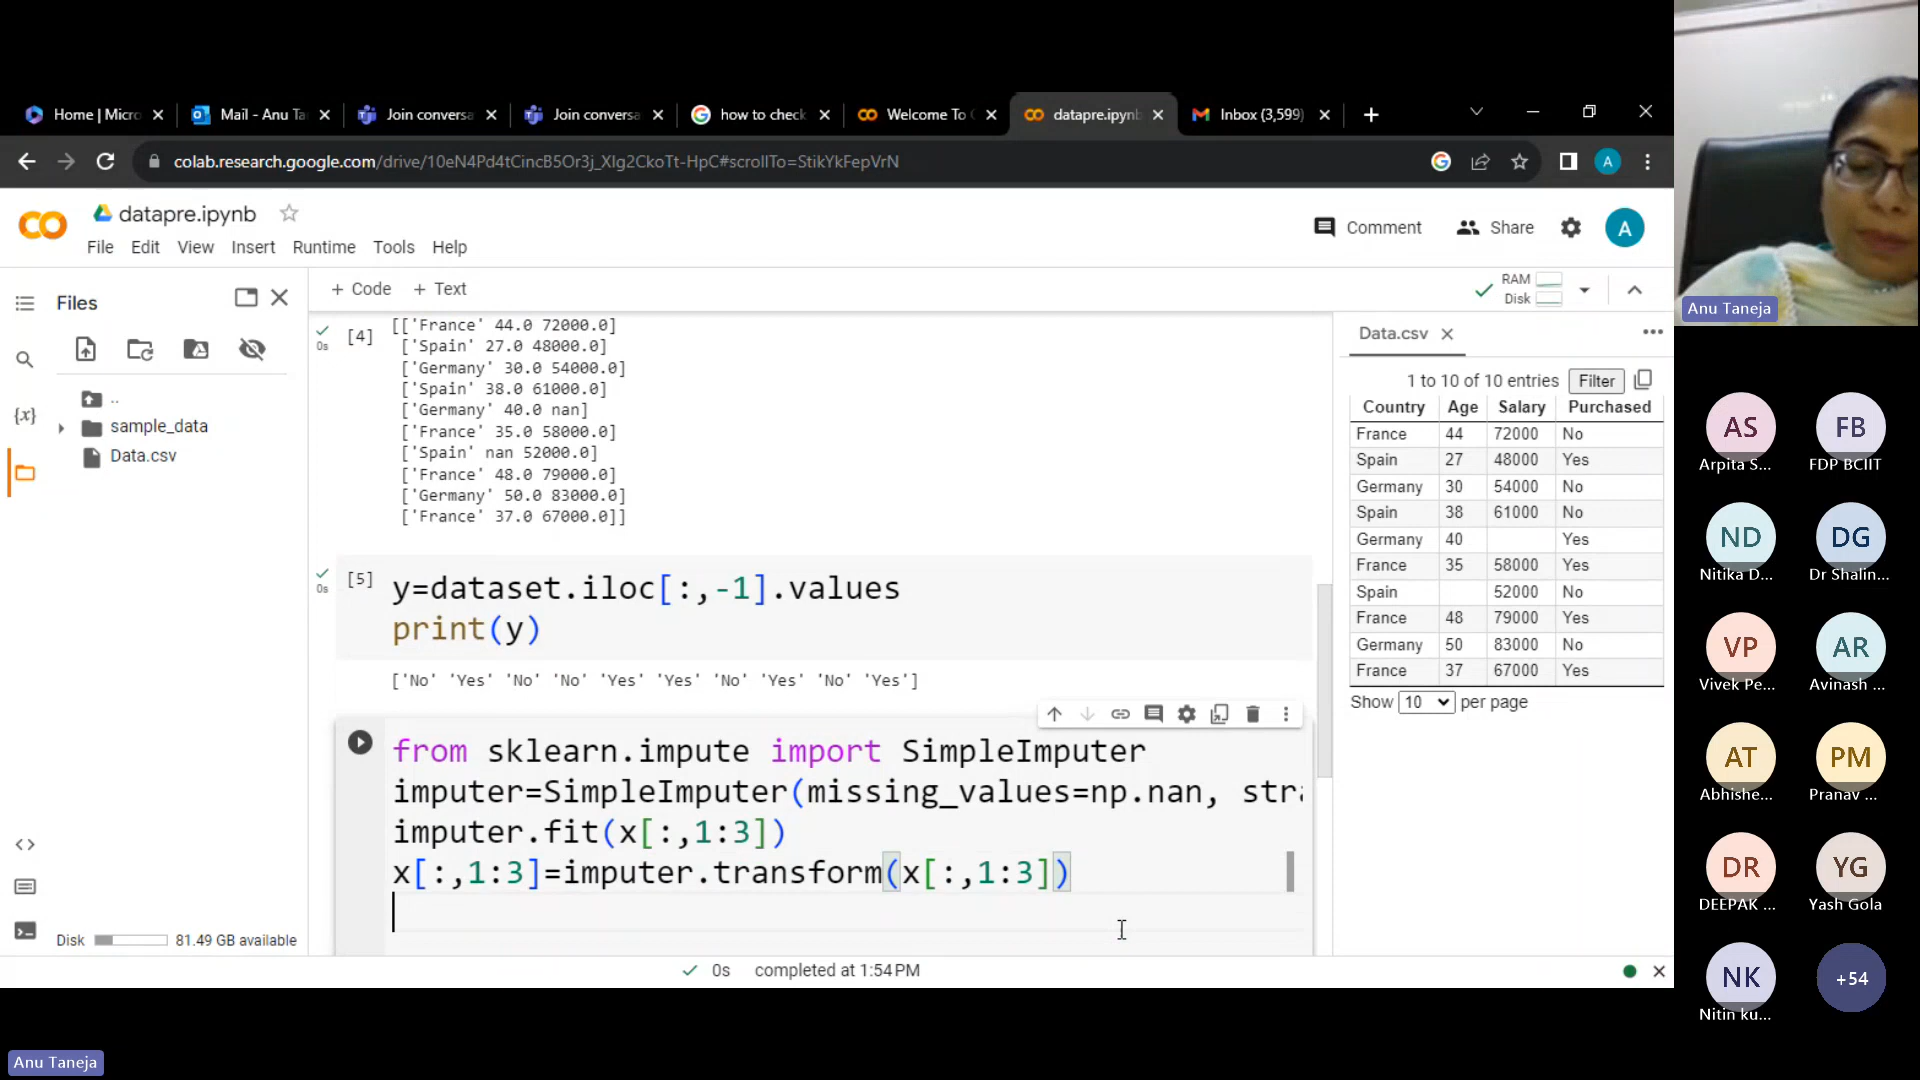 Home | Micro
Mail - Anu Ta
Join conversa
Join conversa
how to check
Welcome To C
datapre.ipynb
Inbox (3,599)
colab.research.google.com/drive/10eN4Pd4tCincB5Or3j_XIg2CkoTt-HpC#scrollTo=StikYkFepVrN
A
CO
datapre.ipynb
Comment
Share
A
File Edit View Insert Runtime Tools Help
Files
+ Code + Text
RAM
Disk
..
sample_data
Data.csv
{x}
Disk
81.49 GB available
0s
[4]
[['France' 44.0 72000.0]
['Spain' 27.0 48000.0]
['Germany' 30.0 54000.0]
['Spain' 38.0 61000.0]
['Germany' 40.0 nan]
['France' 35.0 58000.0]
['Spain' nan 52000.0]
['France' 48.0 79000.0]
['Germany' 50.0 83000.0]
['France' 37.0 67000.0]]
0s
[5]
y=dataset.iloc[:,-1].values
print(y)
['No' 'Yes' 'No' 'No' 'Yes' 'Yes' 'No' 'Yes' 'No' 'Yes']
from sklearn.impute import SimpleImputer
imputer=SimpleImputer(missing_values=np.nan, stra
imputer.fit(x[:,1:3])
x[:,1:3]=imputer.transform(x[:,1:3])
0s completed at 1:54 PM
Data.csv
1 to 10 of 10 entries Filter
Country Age Salary Purchased
France 44 72000 No
Spain 27 48000 Yes
Germany 30 54000 No
Spain 38 61000 No
Germany 40 Yes
France 35 58000 Yes
Spain 52000 No
France 48 79000 Yes
Germany 50 83000 No
France 37 67000 Yes
Show 10 per page
Anu Taneja
AS FB
Arpita S... FDP BCIIT
ND DG
Nitika D... Dr Shalin...
VP AR
Vivek Pe... Avinash ...
AT PM
Abhishe... Pranav ...
DR YG
DEEPAK ... Yash Gola
NK +54
Nitin ku...
Anu Taneja